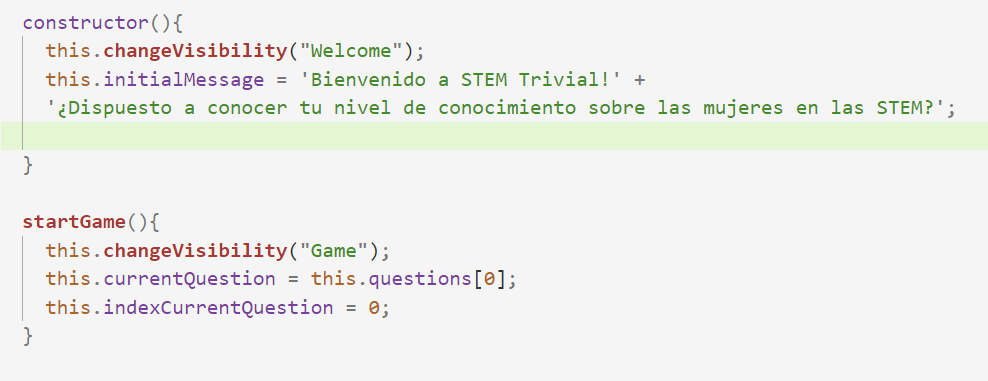 constructor(){
this.changeVisibility("Welcome");
this.initialMessage = 'Bienvenido a STEM Trivial!' +
'¿Dispuesto a conocer tu nivel de conocimiento sobre las mujeres en las STEM?';
}
startGame(){
this.changeVisibility("Game");
this.currentQuestion = this.questions[0];
this.indexCurrentQuestion = 0;
}